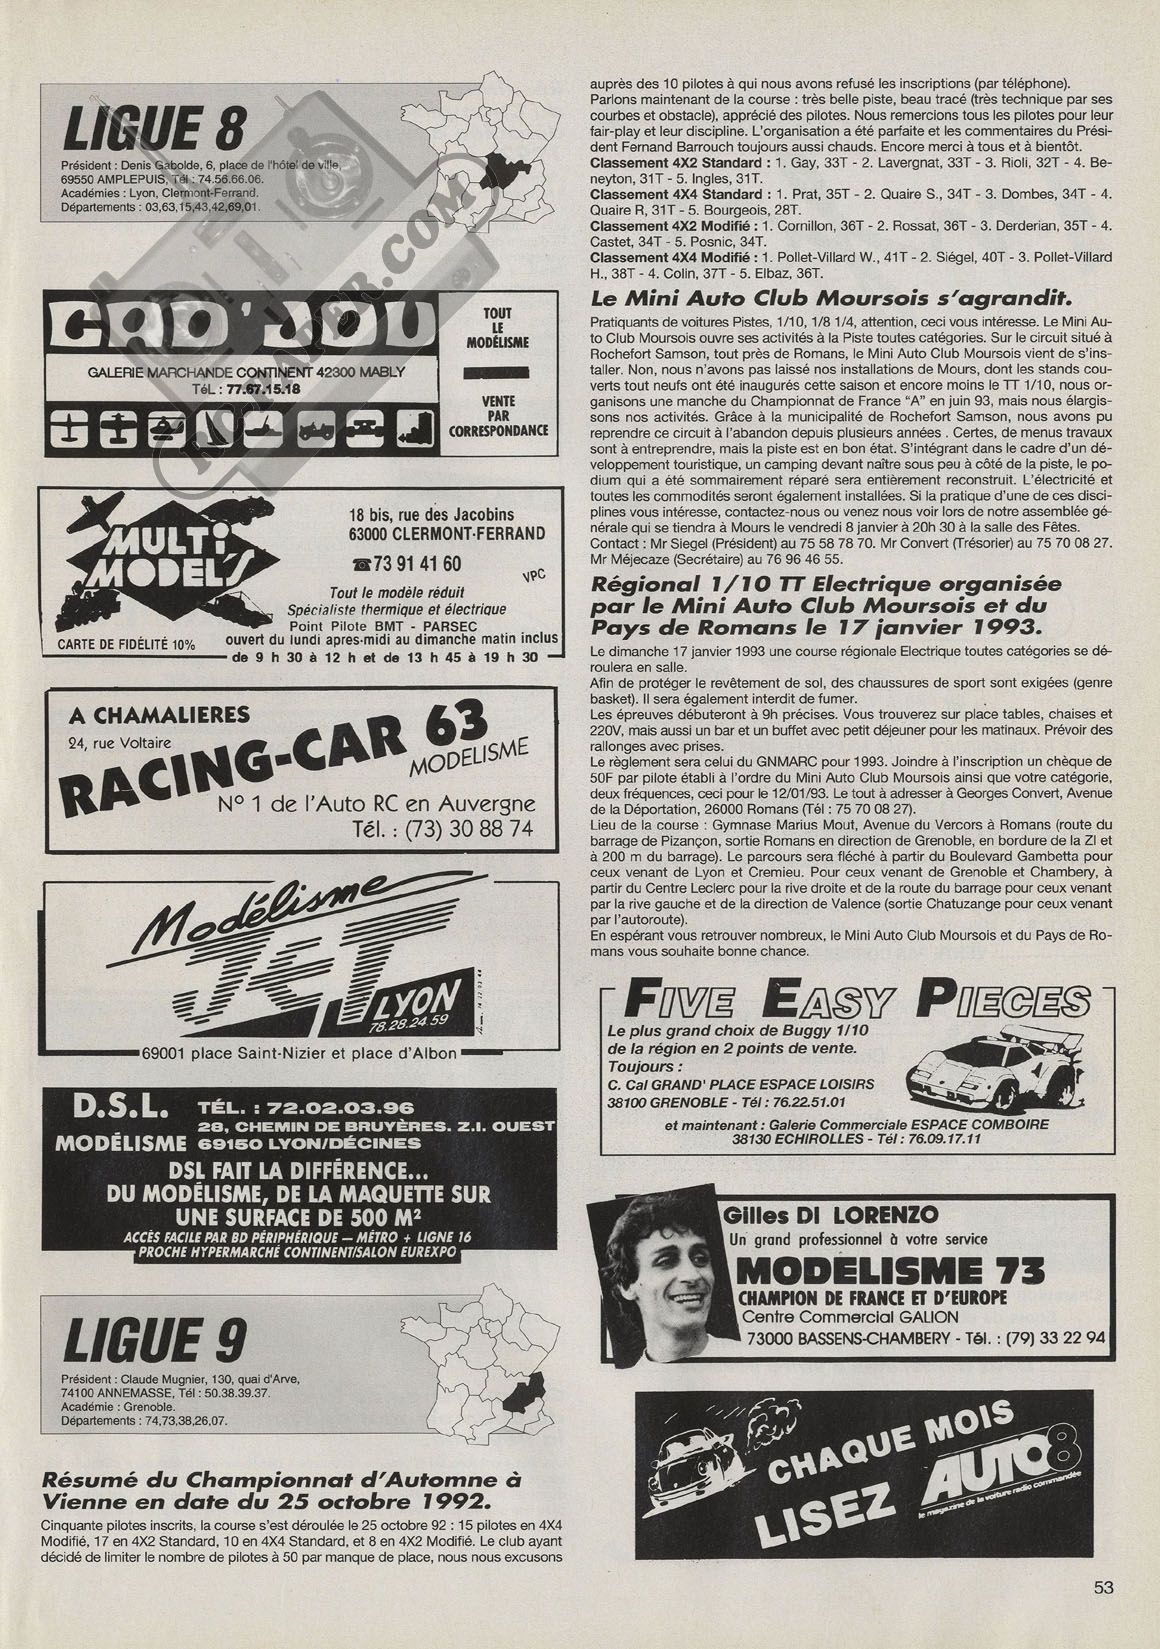 LIGUE 8
Président : Denis Gabolde, 6, place de l'hôtel de ville,
69550 AMPLEPUIS, Tél : 74.56.66.06.
Académies : Lyon, Clermont-Ferrand.
Départements : 03,63,15,43,42,69,01.
RC-PAPER.COM
CAD'JOU
GALERIE MARCHANDE CONTINENT 42300 MABLY
TéL : 77.67.15.18
TOUT
LE
MODÉLISME
VENTE
PAR
CORRESPONDANCE
MULTI
MODEL'S
CARTE DE FIDÉLITÉ 10%
18 bis, rue des Jacobins
63000 CLERMONT-FERRAND
☎73 91 41 60
VPC
Tout le modèle réduit
Spécialiste thermique et électrique
Point Pilote BMT - PARSEC
ouvert du lundi apres-midi au dimanche matin inclus
de 9 h 30 à 12 h et de 13 h 45 à 19 h 30
A CHAMALIERES
24, rue Voltaire
RACING-CAR 63
MODELISME
N° 1 de l'Auto RC en Auvergne
Tél. : (73) 30 88 74
Modélisme
JET
LYON
78.28.24.59
69001 place Saint-Nizier et place d'Albon
D.S.L. TÉL. : 72.02.03.96
28, CHEMIN DE BRUYÈRES. Z.I. OUEST
MODÉLISME 69150 LYON/DÉCINES
DSL FAIT LA DIFFÉRENCE...
DU MODÉLISME, DE LA MAQUETTE SUR
UNE SURFACE DE 500 M²
ACCÈS FACILE PAR BD PÉRIPHÉRIQUE — MÉTRO + LIGNE 16
PROCHE HYPERMARCHÉ CONTINENT/SALON EUREXPO
LIGUE 9
Président : Claude Mugnier, 130, quai d'Arve,
74100 ANNEMASSE, Tél : 50.38.39.37.
Académie : Grenoble.
Départements : 74,73,38,26,07.
Résumé du Championnat d'Automne à
Vienne en date du 25 octobre 1992.
Cinquante pilotes inscrits, la course s'est déroulée le 25 octobre 92 : 15 pilotes en 4X4
Modifié, 17 en 4X2 Standard, 10 en 4X4 Standard, et 8 en 4X2 Modifié. Le club ayant
décidé de limiter le nombre de pilotes à 50 par manque de place, nous nous excusons
auprès des 10 pilotes à qui nous avons refusé les inscriptions (par téléphone).
Parlons maintenant de la course : très belle piste, beau tracé (très technique par ses
courbes et obstacle), apprécié des pilotes. Nous remercions tous les pilotes pour leur
fair-play et leur discipline. L'organisation a été parfaite et les commentaires du Prési-
dent Fernand Barrouch toujours aussi chauds. Encore merci à tous et à bientôt.
Classement 4X2 Standard : 1. Gay, 33T - 2. Lavergnat, 33T - 3. Rioli, 32T - 4. Be-
neyton, 31T - 5. Ingles, 31T.
Classement 4X4 Standard : 1. Prat, 35T - 2. Quaire S., 34T - 3. Dombes, 34T - 4.
Quaire R, 31T - 5. Bourgeois, 28T.
Classement 4X2 Modifié : 1. Cornillon, 36T - 2. Rossat, 36T - 3. Derderian, 35T - 4.
Castet, 34T - 5. Posnic, 34T.
Classement 4X4 Modifié : 1. Pollet-Villard W., 41T - 2. Siégel, 40T - 3. Pollet-Villard
H., 38T - 4. Colin, 37T - 5. Elbaz, 36T.
Le Mini Auto Club Moursois s'agrandit.
Pratiquants de voitures Pistes, 1/10, 1/8 1/4, attention, ceci vous intéresse. Le Mini Au-
to Club Moursois ouvre ses activités à la Piste toutes catégories. Sur le circuit situé à
Rochefort Samson, tout près de Romans, le Mini Auto Club Moursois vient de s'ins-
taller. Non, nous n'avons pas laissé nos installations de Mours, dont les stands cou-
verts tout neufs ont été inaugurés cette saison et encore moins le TT 1/10, nous or-
ganisons une manche du Championnat de France "A" en juin 93, mais nous élargis-
sons nos activités. Grâce à la municipalité de Rochefort Samson, nous avons pu
reprendre ce circuit à l'abandon depuis plusieurs années . Certes, de menus travaux
sont à entreprendre, mais la piste est en bon état. S'intégrant dans le cadre d'un dé-
veloppement touristique, un camping devant naître sous peu à côté de la piste, le po-
dium qui a été sommairement réparé sera entièrement reconstruit. L'électricité et
toutes les commodités seront également installées. Si la pratique d'une de ces disci-
plines vous intéresse, contactez-nous ou venez nous voir lors de notre assemblée gé-
nérale qui se tiendra à Mours le vendredi 8 janvier à 20h 30 à la salle des Fêtes.
Contact : Mr Siegel (Président) au 75 58 78 70. Mr Convert (Trésorier) au 75 70 08 27.
Mr Méjecaze (Secrétaire) au 76 96 46 55.
Régional 1/10 TT Electrique organisée
par le Mini Auto Club Moursois et du
Pays de Romans le 17 janvier 1993.
Le dimanche 17 janvier 1993 une course régionale Electrique toutes catégories se dé-
roulera en salle.
Afin de protéger le revêtement de sol, des chaussures de sport sont exigées (genre
basket). Il sera également interdit de fumer.
Les épreuves débuteront à 9h précises. Vous trouverez sur place tables, chaises et
220V, mais aussi un bar et un buffet avec petit déjeuner pour les matinaux. Prévoir des
rallonges avec prises.
Le règlement sera celui du GNMARC pour 1993. Joindre à l'inscription un chèque de
50F par pilote établi à l'ordre du Mini Auto Club Moursois ainsi que votre catégorie,
deux fréquences, ceci pour le 12/01/93. Le tout à adresser à Georges Convert, Avenue
de la Déportation, 26000 Romans (Tél : 75 70 08 27).
Lieu de la course : Gymnase Marius Mout, Avenue du Vercors à Romans (route du
barrage de Pizançon, sortie Romans en direction de Grenoble, en bordure de la ZI et
à 200 m du barrage). Le parcours sera fléché à partir du Boulevard Gambetta pour
ceux venant de Lyon et Cremieu. Pour ceux venant de Grenoble et Chambery, à
partir du Centre Leclerc pour la rive droite et de la route du barrage pour ceux venant
par la rive gauche et de la direction de Valence (sortie Chatuzange pour ceux venant
par l'autoroute).
En espérant vous retrouver nombreux, le Mini Auto Club Moursois et du Pays de Ro-
mans vous souhaite bonne chance.
FIVE EASY PIECES
Le plus grand choix de Buggy 1/10
de la région en 2 points de vente.
Toujours :
C. Cal GRAND' PLACE ESPACE LOISIRS
38100 GRENOBLE - Tél : 76.22.51.01
et maintenant : Galerie Commerciale ESPACE COMBOIRE
38130 ECHIROLLES - Tél : 76.09.17.11
Gilles DI LORENZO
Un grand professionnel à votre service
MODELISME 73
CHAMPION DE FRANCE ET D'EUROPE
Centre Commercial GALION
73000 BASSENS-CHAMBERY - Tél. : (79) 33 22 94
CHAQUE MOIS
LISEZ AUTO8
le magazine de la voiture radio commandée
53